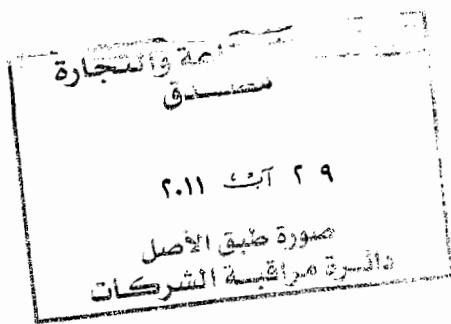 والتجارة
مصدق
٢٩ آب ٢٠١١
صورة طبق الأصل
دائرة مراقبة الشركات